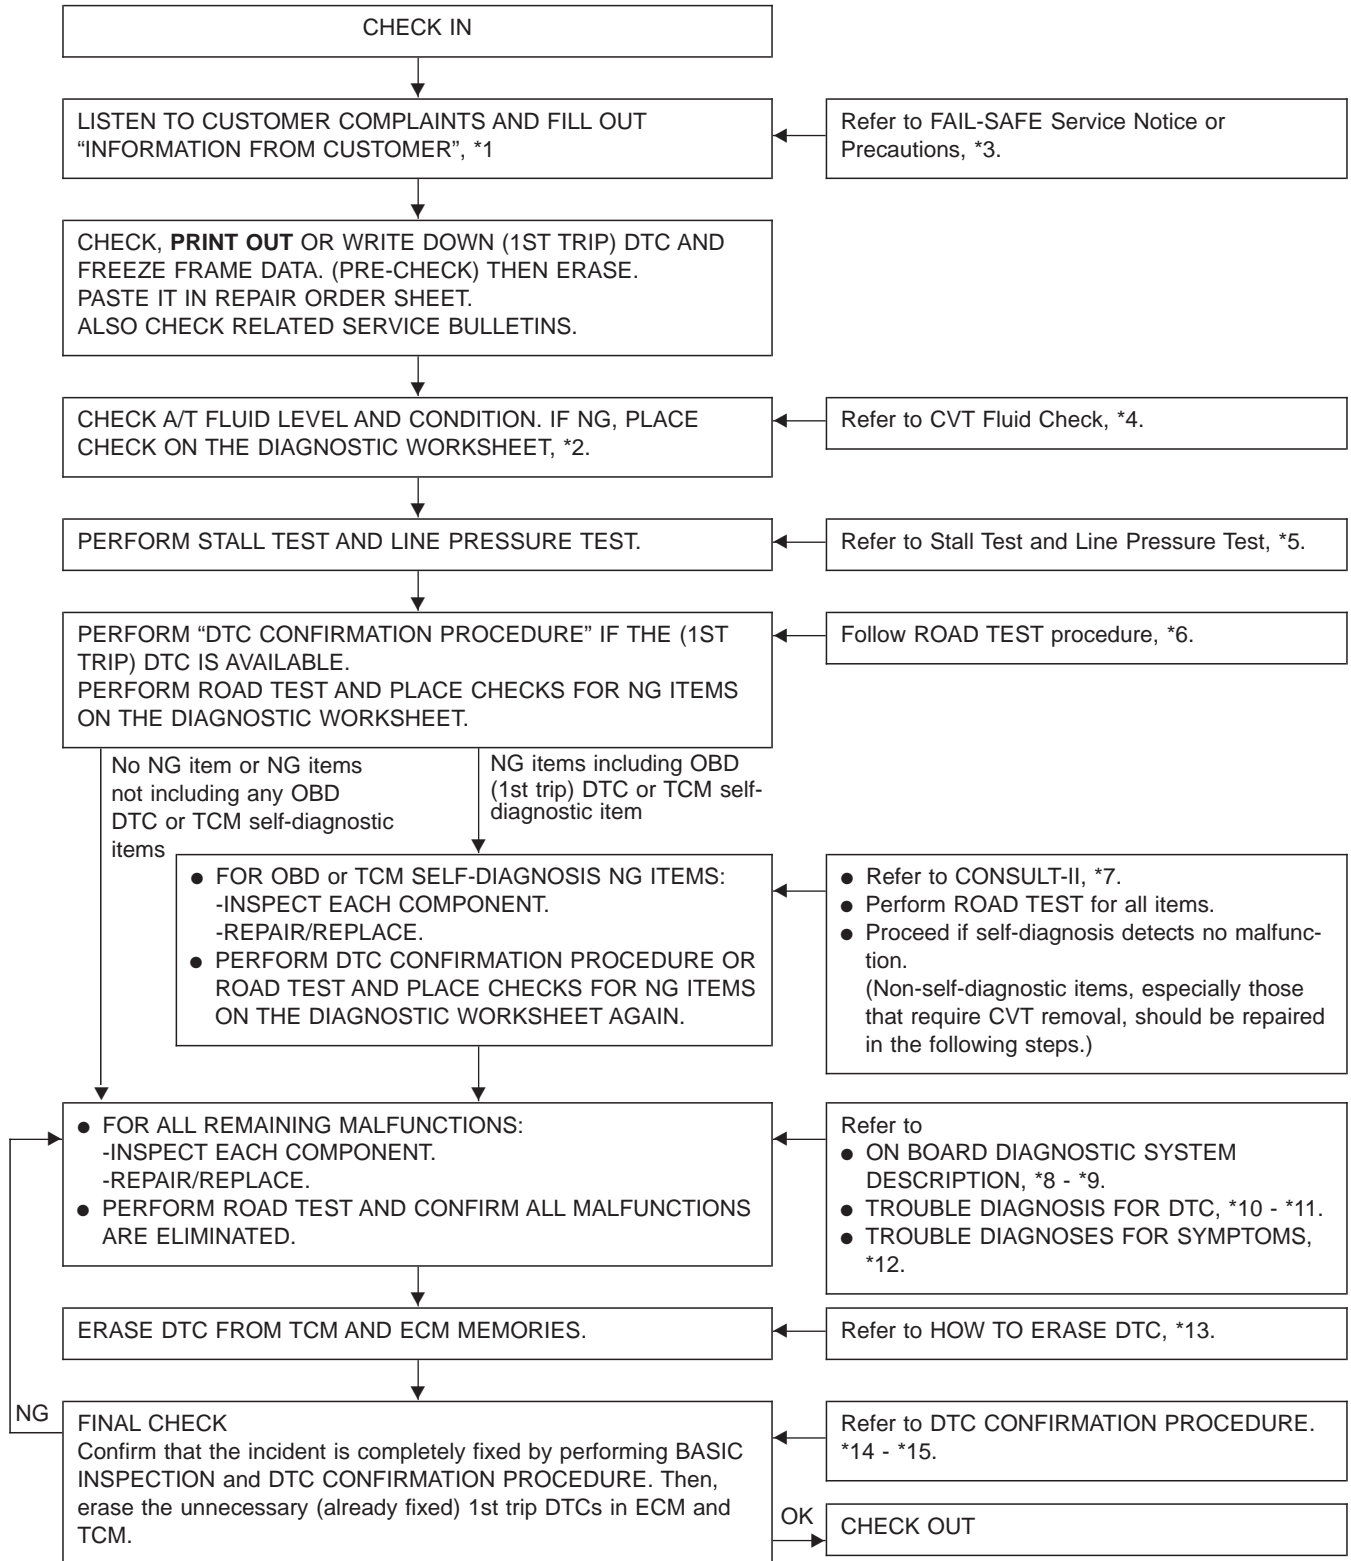 CHECK IN
LISTEN TO CUSTOMER COMPLAINTS AND FILL OUT
“INFORMATION FROM CUSTOMER”, *1
Refer to FAIL-SAFE Service Notice or
Precautions, *3.
CHECK, PRINT OUT OR WRITE DOWN (1ST TRIP) DTC AND
FREEZE FRAME DATA. (PRE-CHECK) THEN ERASE.
PASTE IT IN REPAIR ORDER SHEET.
ALSO CHECK RELATED SERVICE BULLETINS.
CHECK A/T FLUID LEVEL AND CONDITION. IF NG, PLACE
CHECK ON THE DIAGNOSTIC WORKSHEET, *2.
Refer to CVT Fluid Check, *4.
PERFORM STALL TEST AND LINE PRESSURE TEST.
Refer to Stall Test and Line Pressure Test, *5.
PERFORM “DTC CONFIRMATION PROCEDURE” IF THE (1ST
TRIP) DTC IS AVAILABLE.
PERFORM ROAD TEST AND PLACE CHECKS FOR NG ITEMS
ON THE DIAGNOSTIC WORKSHEET.
Follow ROAD TEST procedure, *6.
No NG item or NG items
not including any OBD
DTC or TCM self-diagnostic
items
NG items including OBD
(1st trip) DTC or TCM self-
diagnostic item
● FOR OBD or TCM SELF-DIAGNOSIS NG ITEMS:
-INSPECT EACH COMPONENT.
-REPAIR/REPLACE.
● PERFORM DTC CONFIRMATION PROCEDURE OR
ROAD TEST AND PLACE CHECKS FOR NG ITEMS
ON THE DIAGNOSTIC WORKSHEET AGAIN.
● Refer to CONSULT-II, *7.
● Perform ROAD TEST for all items.
● Proceed if self-diagnosis detects no malfunc-
tion.
(Non-self-diagnostic items, especially those
that require CVT removal, should be repaired
in the following steps.)
● FOR ALL REMAINING MALFUNCTIONS:
-INSPECT EACH COMPONENT.
-REPAIR/REPLACE.
● PERFORM ROAD TEST AND CONFIRM ALL MALFUNCTIONS
ARE ELIMINATED.
Refer to
● ON BOARD DIAGNOSTIC SYSTEM
DESCRIPTION, *8 - *9.
● TROUBLE DIAGNOSIS FOR DTC, *10 - *11.
● TROUBLE DIAGNOSES FOR SYMPTOMS,
*12.
ERASE DTC FROM TCM AND ECM MEMORIES.
Refer to HOW TO ERASE DTC, *13.
NG
FINAL CHECK
Confirm that the incident is completely fixed by performing BASIC
INSPECTION and DTC CONFIRMATION PROCEDURE. Then,
erase the unnecessary (already fixed) 1st trip DTCs in ECM and
TCM.
Refer to DTC CONFIRMATION PROCEDURE.
*14 - *15.
OK
CHECK OUT